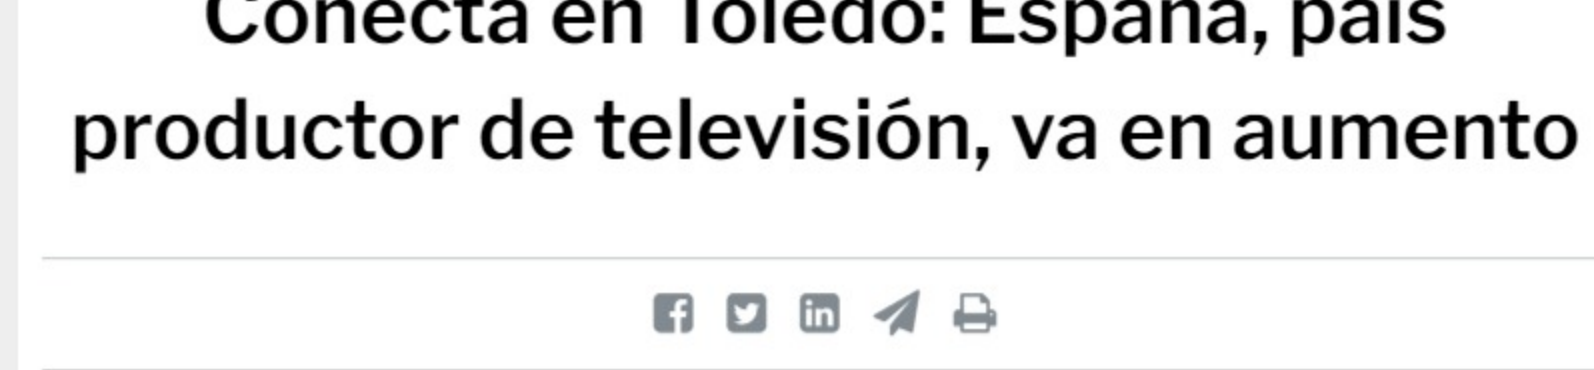 Conecta en Toledo: España, país
productor de televisión, va en aumento